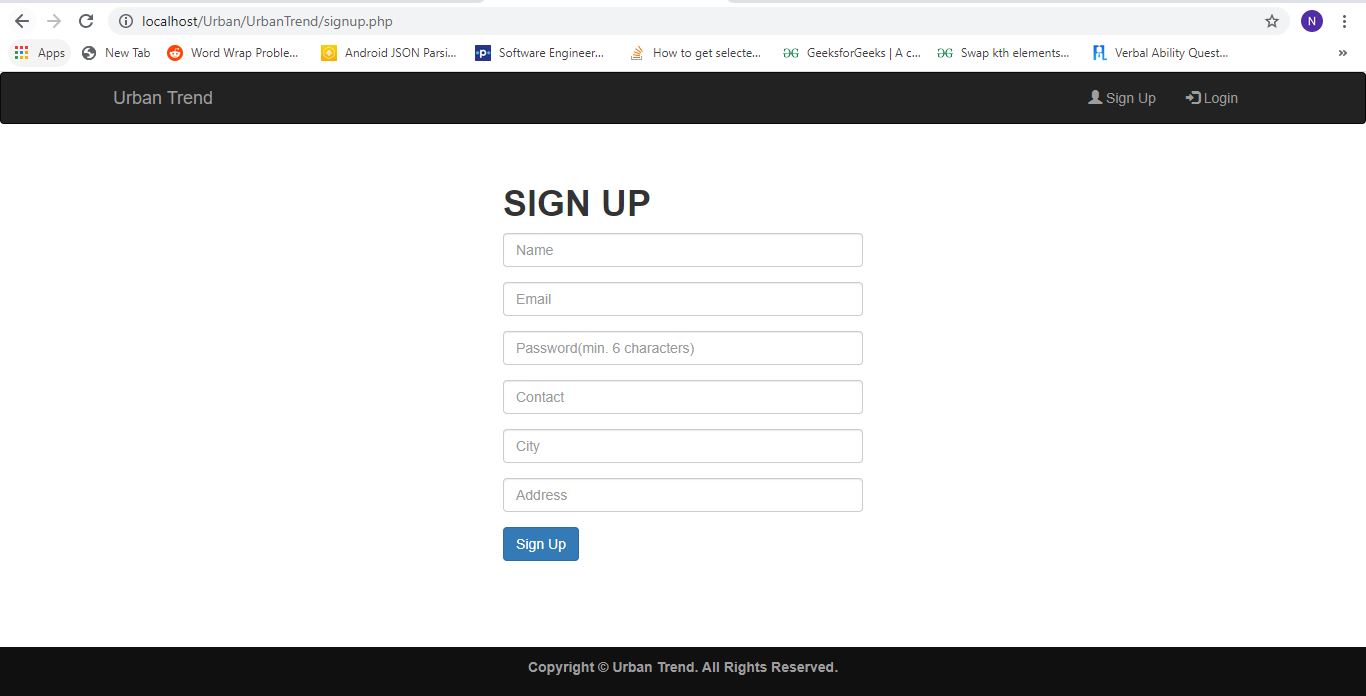 localhost/Urban/UrbanTrend/signup.php
N
Apps New Tab Word Wrap Proble... Android JSON Parsi... Software Engineer... How to get selecte... GeeksforGeeks | A c... Swap kth elements... Verbal Ability Quest... »
Urban Trend Sign Up Login
SIGN UP
Name
Email
Password(min. 6 characters)
Contact
City
Address
Sign Up
Copyright © Urban Trend. All Rights Reserved.